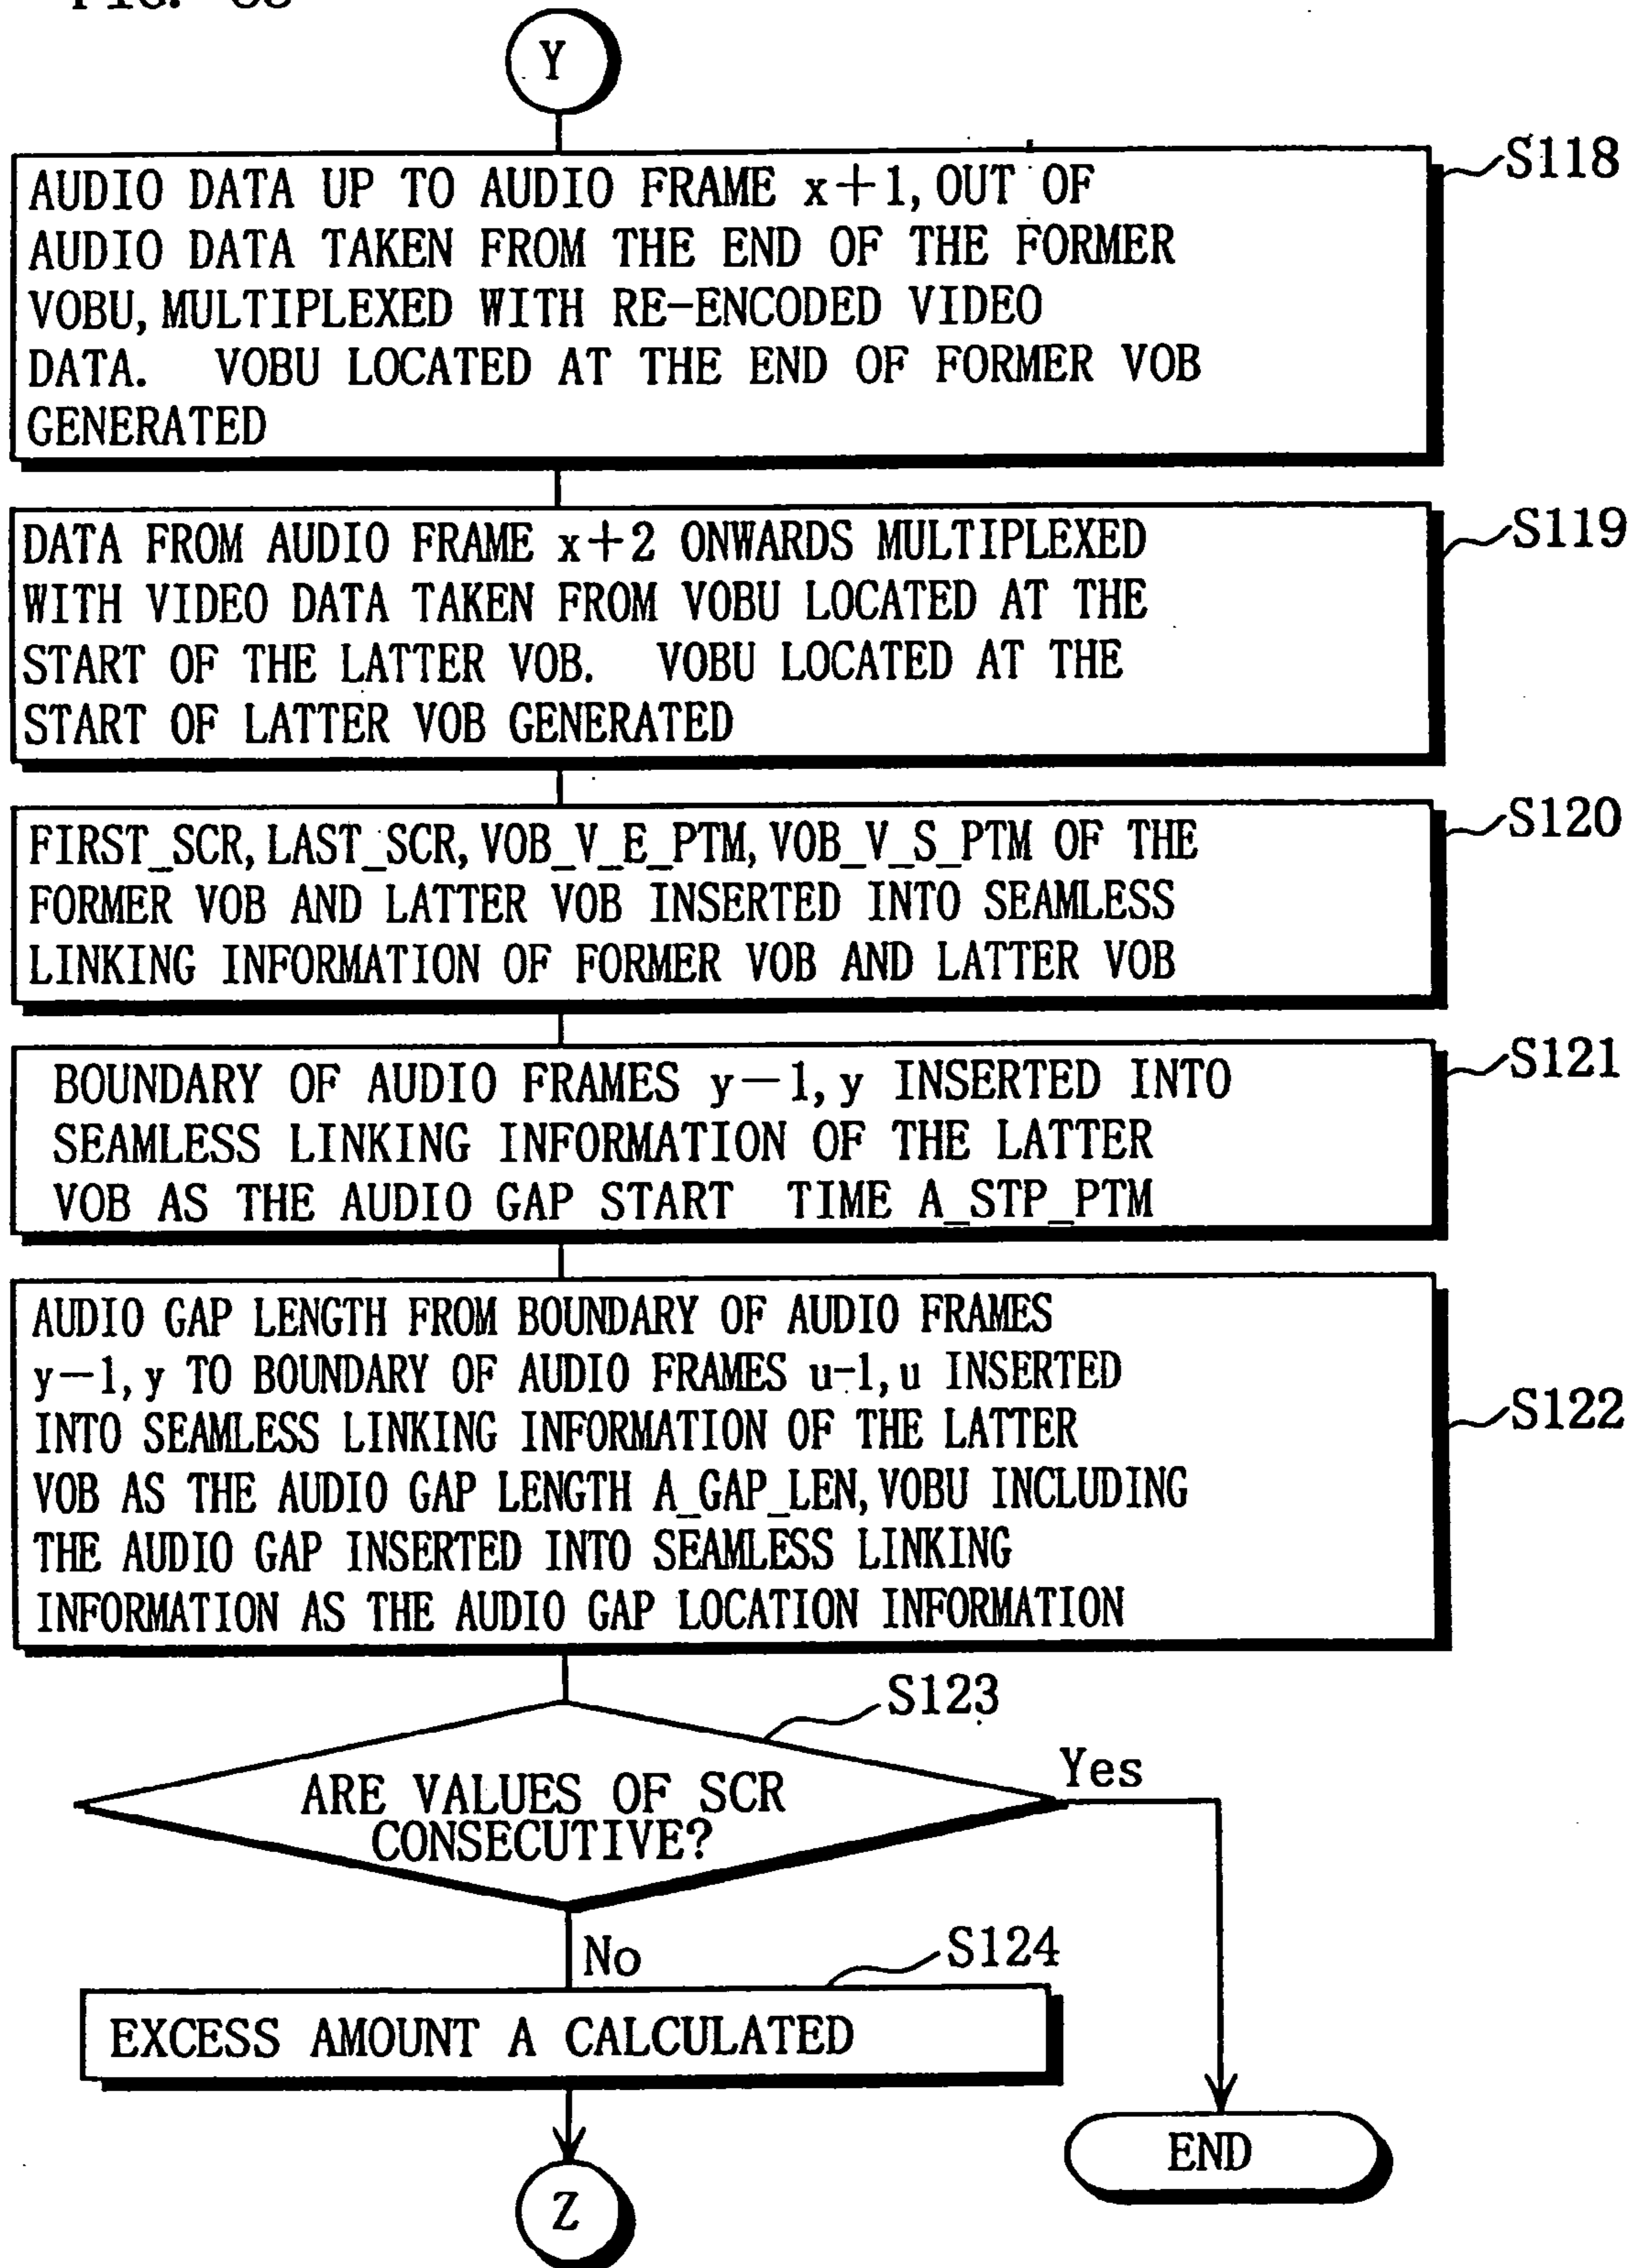 Y
S118
AUDIO DATA UP TO AUDIO FRAME x+1, OUT OF
AUDIO DATA TAKEN FROM THE END OF THE FORMER
VOBU, MULTIPLEXED WITH RE-ENCODED VIDEO
DATA. VOBU LOCATED AT THE END OF FORMER VOB
GENERATED
S119
DATA FROM AUDIO FRAME x+2 ONWARDS MULTIPLEXED
WITH VIDEO DATA TAKEN FROM VOBU LOCATED AT THE
START OF THE LATTER VOB. VOBU LOCATED AT THE
START OF LATTER VOB GENERATED
S120
FIRST_SCR, LAST_SCR, VOB_V_E_PTM, VOB_V_S_PTM OF THE
FORMER VOB AND LATTER VOB INSERTED INTO SEAMLESS
LINKING INFORMATION OF FORMER VOB AND LATTER VOB
S121
BOUNDARY OF AUDIO FRAMES y-1, y INSERTED INTO
SEAMLESS LINKING INFORMATION OF THE LATTER
VOB AS THE AUDIO GAP START TIME A_STP_PTM
S122
AUDIO GAP LENGTH FROM BOUNDARY OF AUDIO FRAMES
y-1, y TO BOUNDARY OF AUDIO FRAMES u-1, u INSERTED
INTO SEAMLESS LINKING INFORMATION OF THE LATTER
VOB AS THE AUDIO GAP LENGTH A_GAP_LEN, VOBU INCLUDING
THE AUDIO GAP INSERTED INTO SEAMLESS LINKING
INFORMATION AS THE AUDIO GAP LOCATION INFORMATION
S123
ARE VALUES OF SCR
CONSECUTIVE?
Yes
No
S124
EXCESS AMOUNT A CALCULATED
END
Z